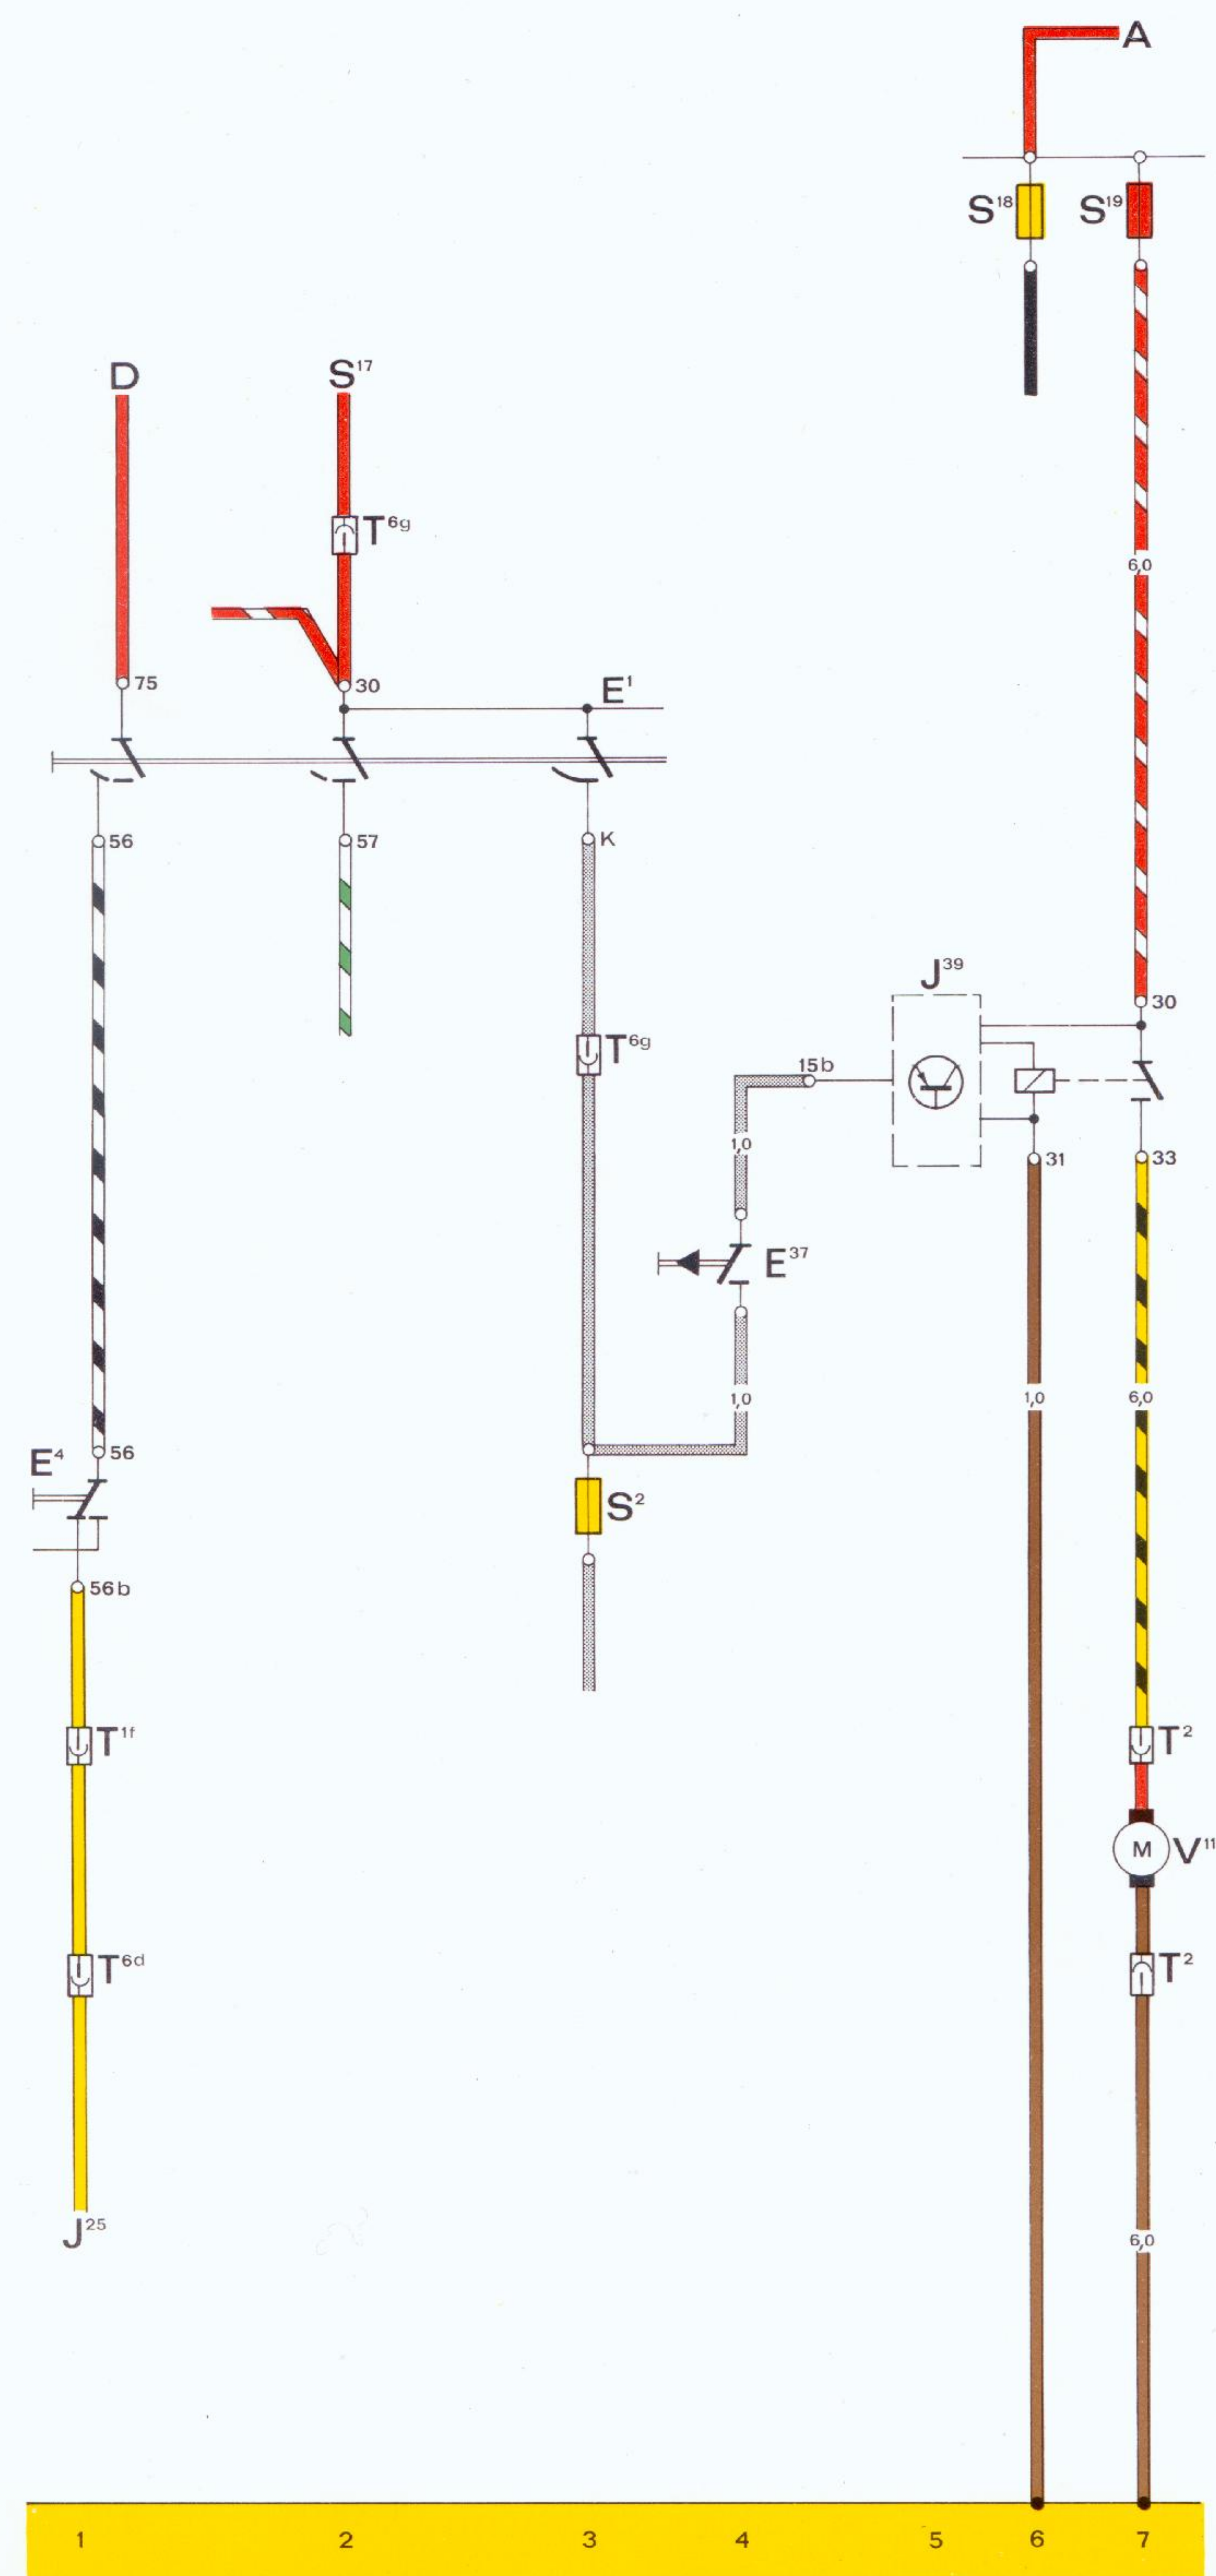 A
S18 S19
D S17
T6g
6,0
75 30 E1
56 57 K
J39
30
T6g
15b
1,0
31 33
E37
1,0 1,0 6,0
E4 56
S2
56b
T1f T2
M V11
T6d T2
J25
6,0
1 2 3 4 5 6 7